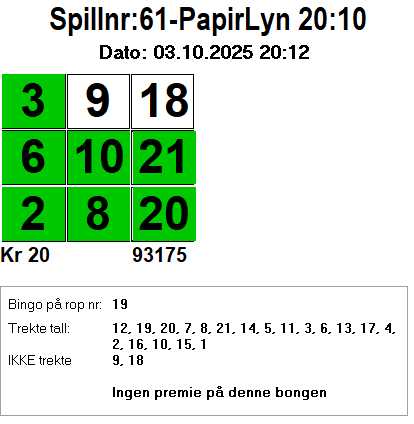 Spillnr:61-PapirLyn 20:10
Dato: 03.10.2025 20:12
3 9 18
6 10 21
2 8 20
Kr 20 93175
Bingo på rop nr: 19
Trekte tall: 12, 19, 20, 7, 8, 21, 14, 5, 11, 3, 6, 13, 17, 4,
2, 16, 10, 15, 1
IKKE trekte 9, 18
Ingen premie på denne bongen